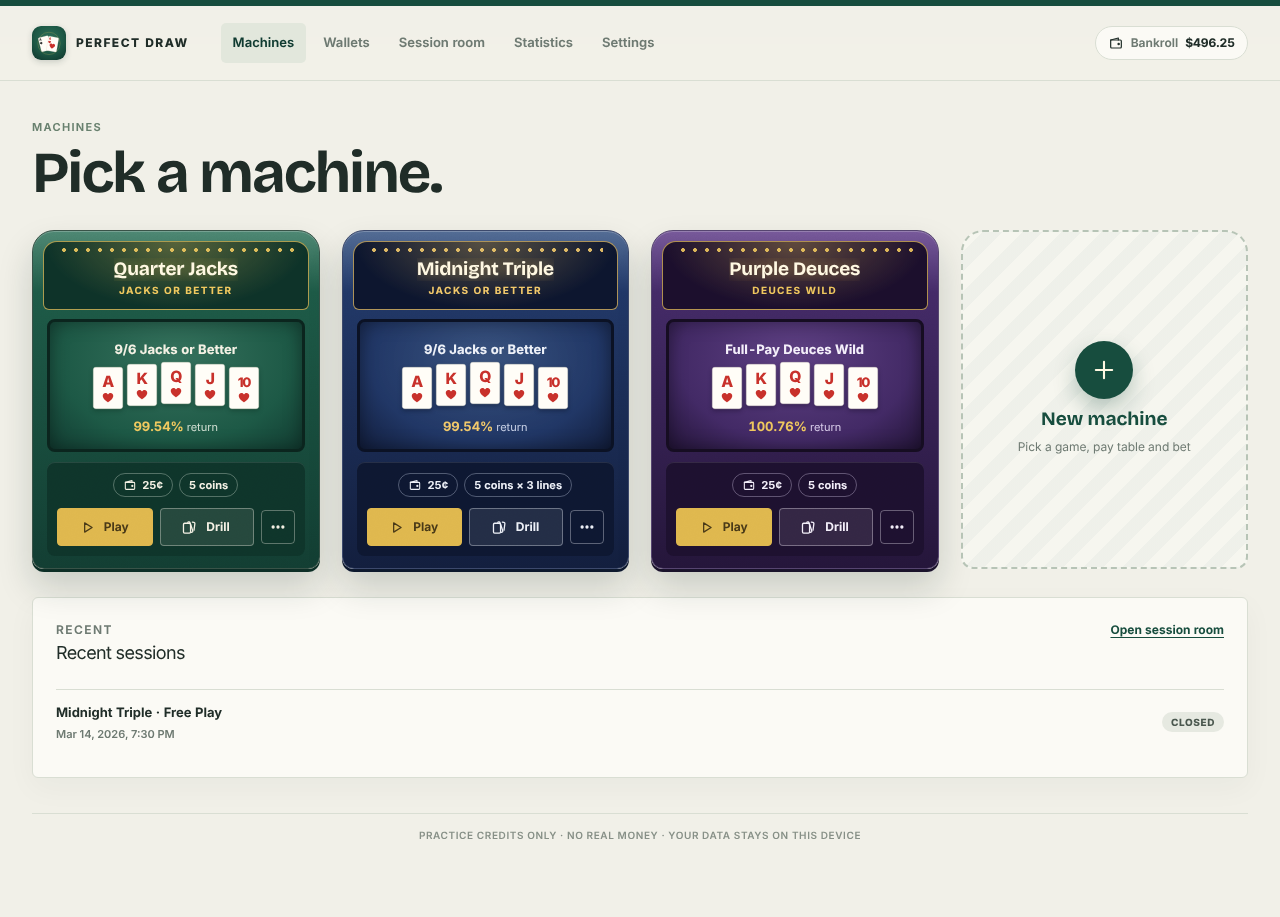 PERFECT DRAW
Machines
Wallets
Session room
Statistics
Settings
Bankroll $496.25
MACHINES
Pick a machine.
Quarter Jacks
JACKS OR BETTER
9/6 Jacks or Better
A K Q J 10
99.54% return
25¢
5 coins
Play
Drill
Midnight Triple
JACKS OR BETTER
9/6 Jacks or Better
A K Q J 10
99.54% return
25¢
5 coins × 3 lines
Play
Drill
Purple Deuces
DEUCES WILD
Full-Pay Deuces Wild
A K Q J 10
100.76% return
25¢
5 coins
Play
Drill
New machine
Pick a game, pay table and bet
RECENT
Open session room
Recent sessions
Midnight Triple · Free Play
Mar 14, 2026, 7:30 PM
CLOSED
PRACTICE CREDITS ONLY · NO REAL MONEY · YOUR DATA STAYS ON THIS DEVICE